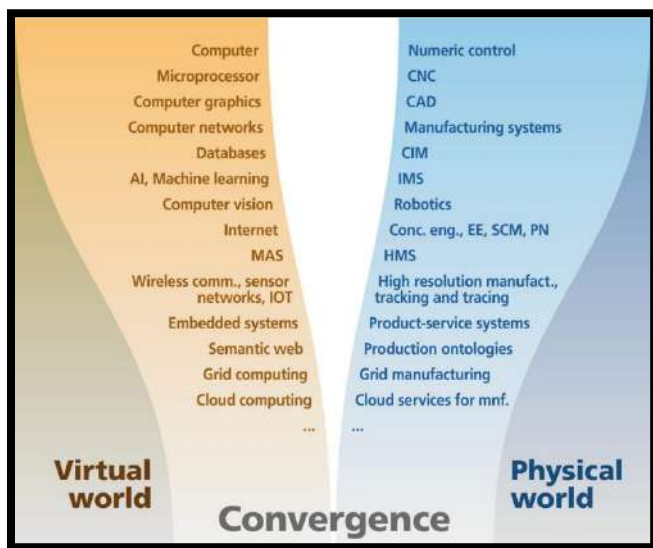 Computer
Microprocessor
Computer graphics
Computer networks
Databases
AI, Machine learning
Computer vision
Internet
MAS
Wireless comm., sensor
networks, IOT
Embedded systems
Semantic web
Grid computing
Cloud computing
...
Numeric control
CNC
CAD
Manufacturing systems
CIM
IMS
Robotics
Conc. eng., EE, SCM, PN
HMS
High resolution manufact.,
tracking and tracing
Product-service systems
Production ontologies
Grid manufacturing
Cloud services for mnf.
...
Virtual
world
Physical
world
Convergence